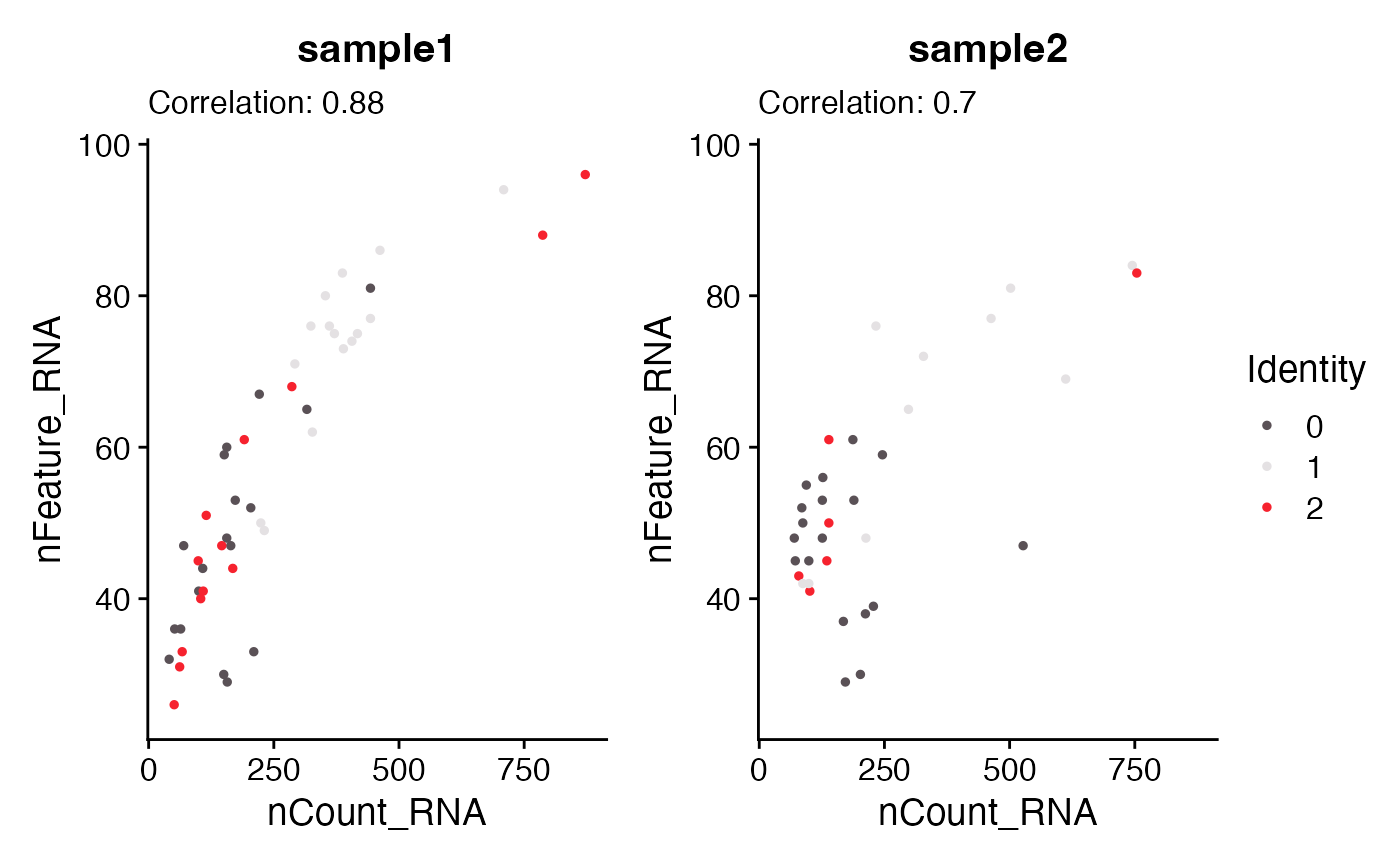 sample1
Correlation: 0.88
100
80
60
40
nFeature_RNA
0 250 500 750
nCount_RNA
sample2
Correlation: 0.7
100
80
60
40
nFeature_RNA
0 250 500 750
nCount_RNA
Identity
0
1
2